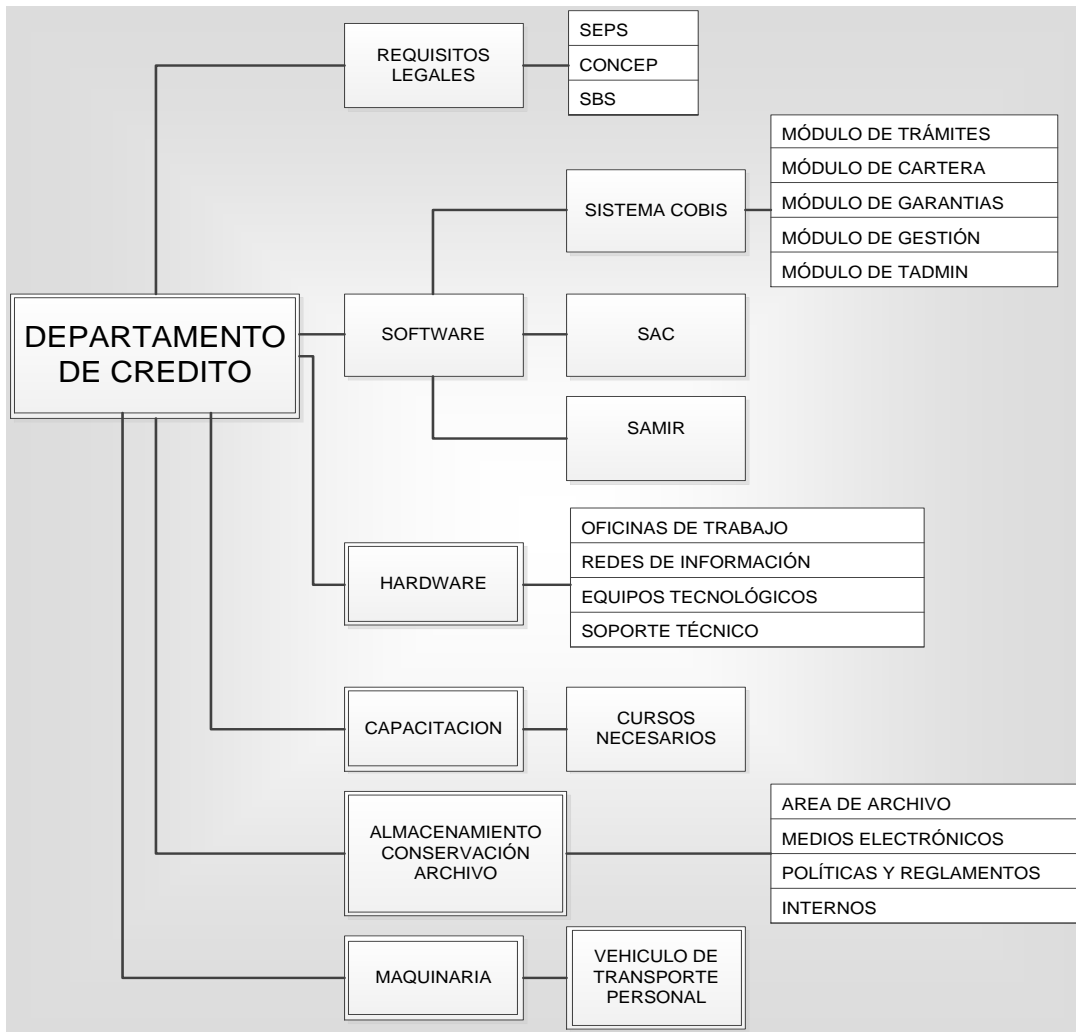 REQUISITOS
LEGALES
SEPS
CONCEP
SBS
MÓDULO DE TRÁMITES
MÓDULO DE CARTERA
MÓDULO DE GARANTIAS
MÓDULO DE GESTIÓN
MÓDULO DE TADMIN
SISTEMA COBIS
DEPARTAMENTO
DE CREDITO
SOFTWARE
SAC
SAMIR
HARDWARE
OFICINAS DE TRABAJO
REDES DE INFORMACIÓN
EQUIPOS TECNOLÓGICOS
SOPORTE TÉCNICO
CAPACITACION
CURSOS
NECESARIOS
ALMACENAMIENTO
CONSERVACIÓN
ARCHIVO
AREA DE ARCHIVO
MEDIOS ELECTRÓNICOS
POLÍTICAS Y REGLAMENTOS
INTERNOS
MAQUINARIA
VEHICULO DE
TRANSPORTE
PERSONAL